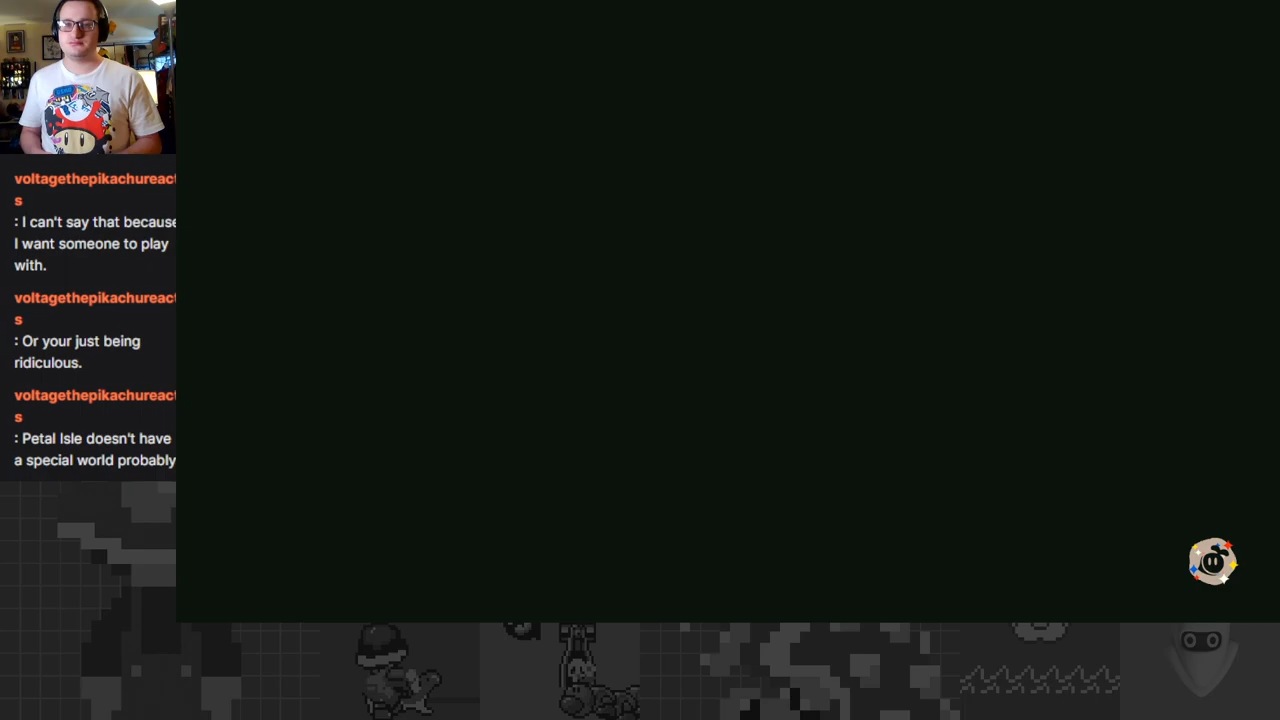 voltagethepikachureact
s
: I can't say that because
I want someone to play
with.
voltagethepikachureact
s
: Or your just being
ridiculous.
voltagethepikachureact
s
: Petal Isle doesn't have
a special world probably